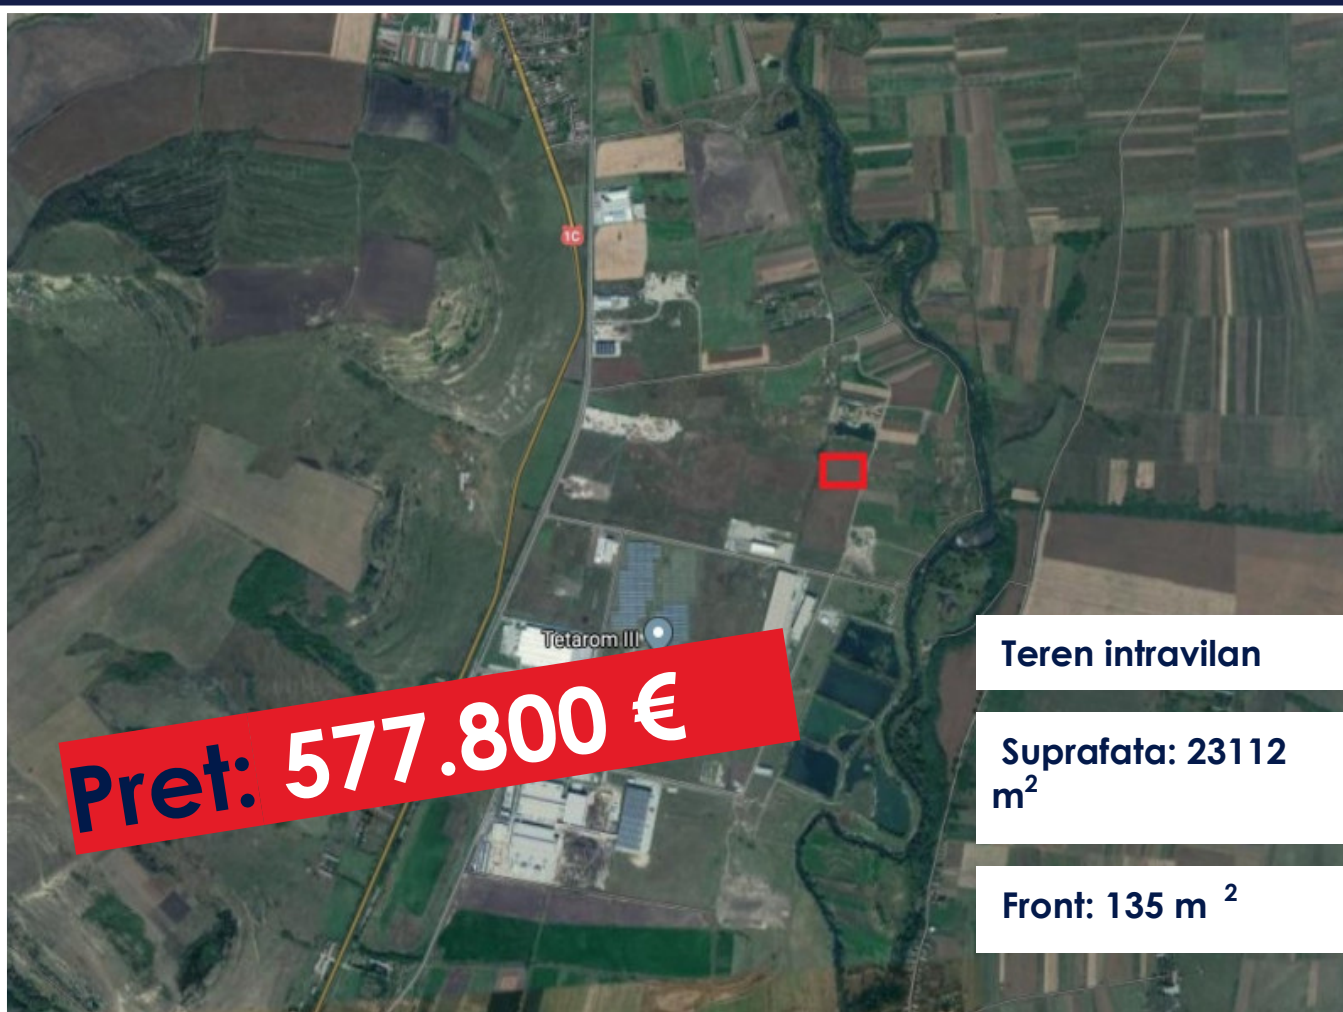 1C
Tetarom III
Pret: 577.800 €
Teren intravilan
Suprafata: 23112
m²
Front: 135 m ²